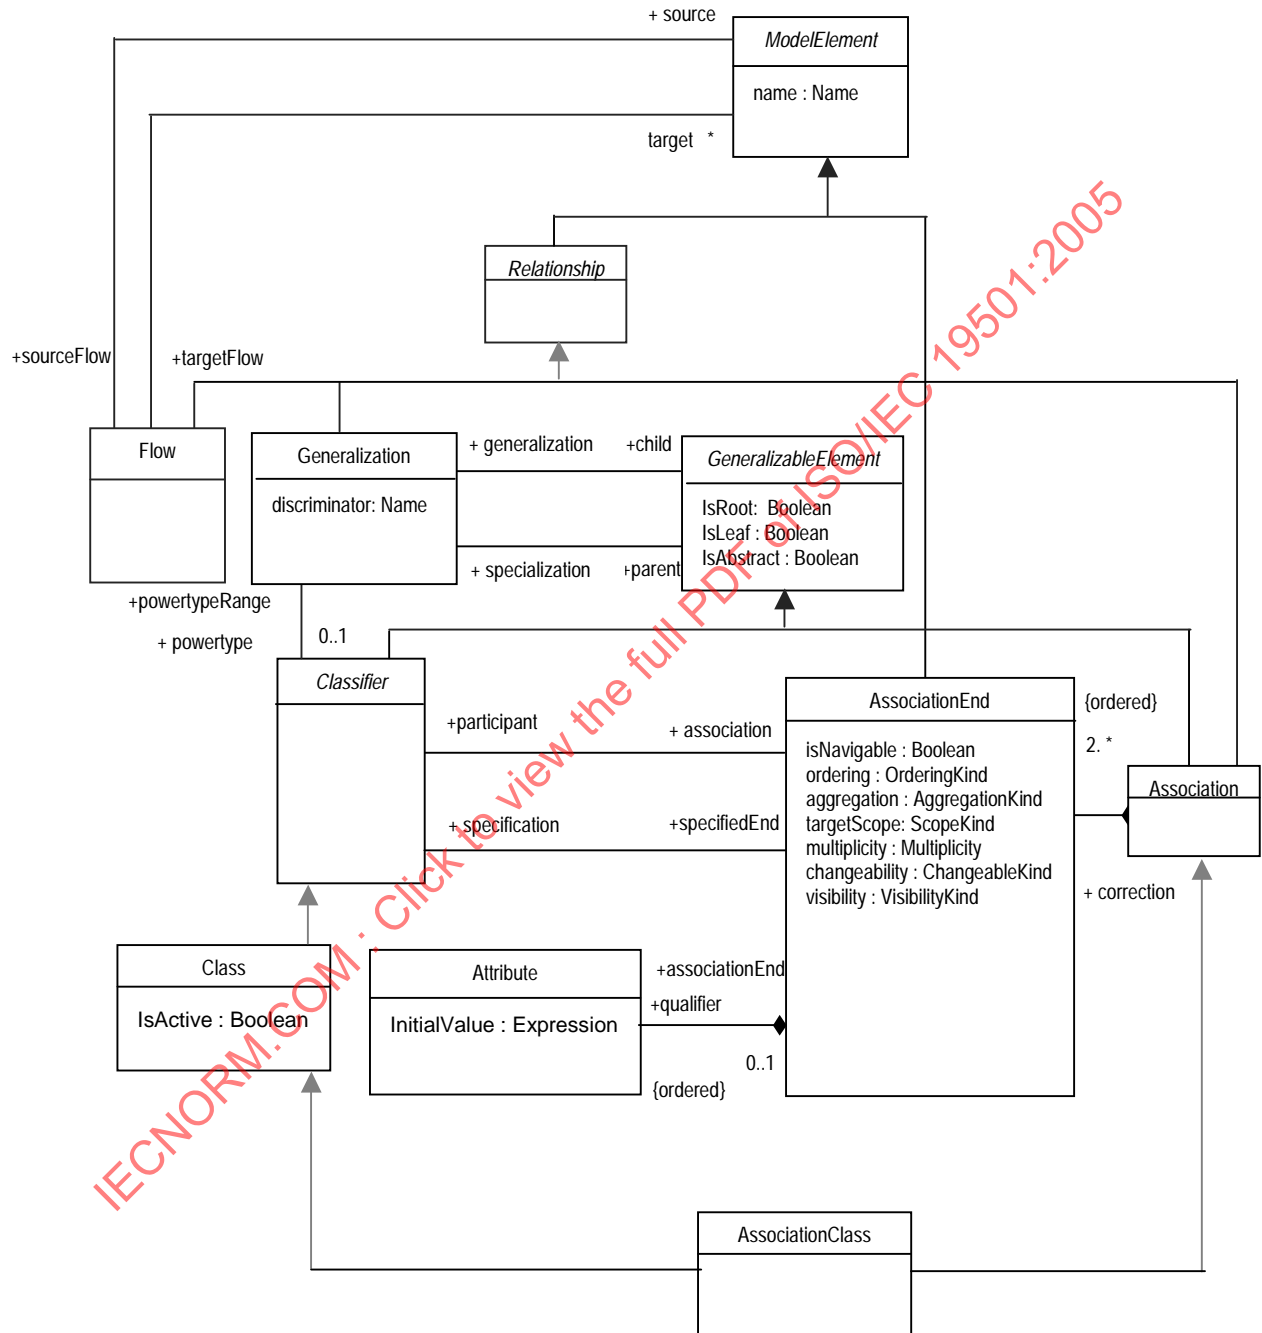 + source
ModelElement
name : Name
target *
Relationship
+sourceFlow
+targetFlow
Flow
Generalization
discriminator: Name
+ generalization
+child
GeneralizableElement
IsRoot: Boolean
IsLeaf : Boolean
IsAbstract : Boolean
+ specialization
+parent
+powertypeRange
+ powertype
0..1
Classifier
+participant
+ association
+ specification
+specifiedEnd
AssociationEnd
isNavigable : Boolean
ordering : OrderingKind
aggregation : AggregationKind
targetScope: ScopeKind
multiplicity : Multiplicity
changeability : ChangeableKind
visibility : VisibilityKind
{ordered}
2. *
Association
+ correction
Class
IsActive : Boolean
Attribute
InitialValue : Expression
+associationEnd
+qualifier
0..1
{ordered}
AssociationClass
IECNORM.COM : Click to view the full PDF of ISO/IEC 19501:2005